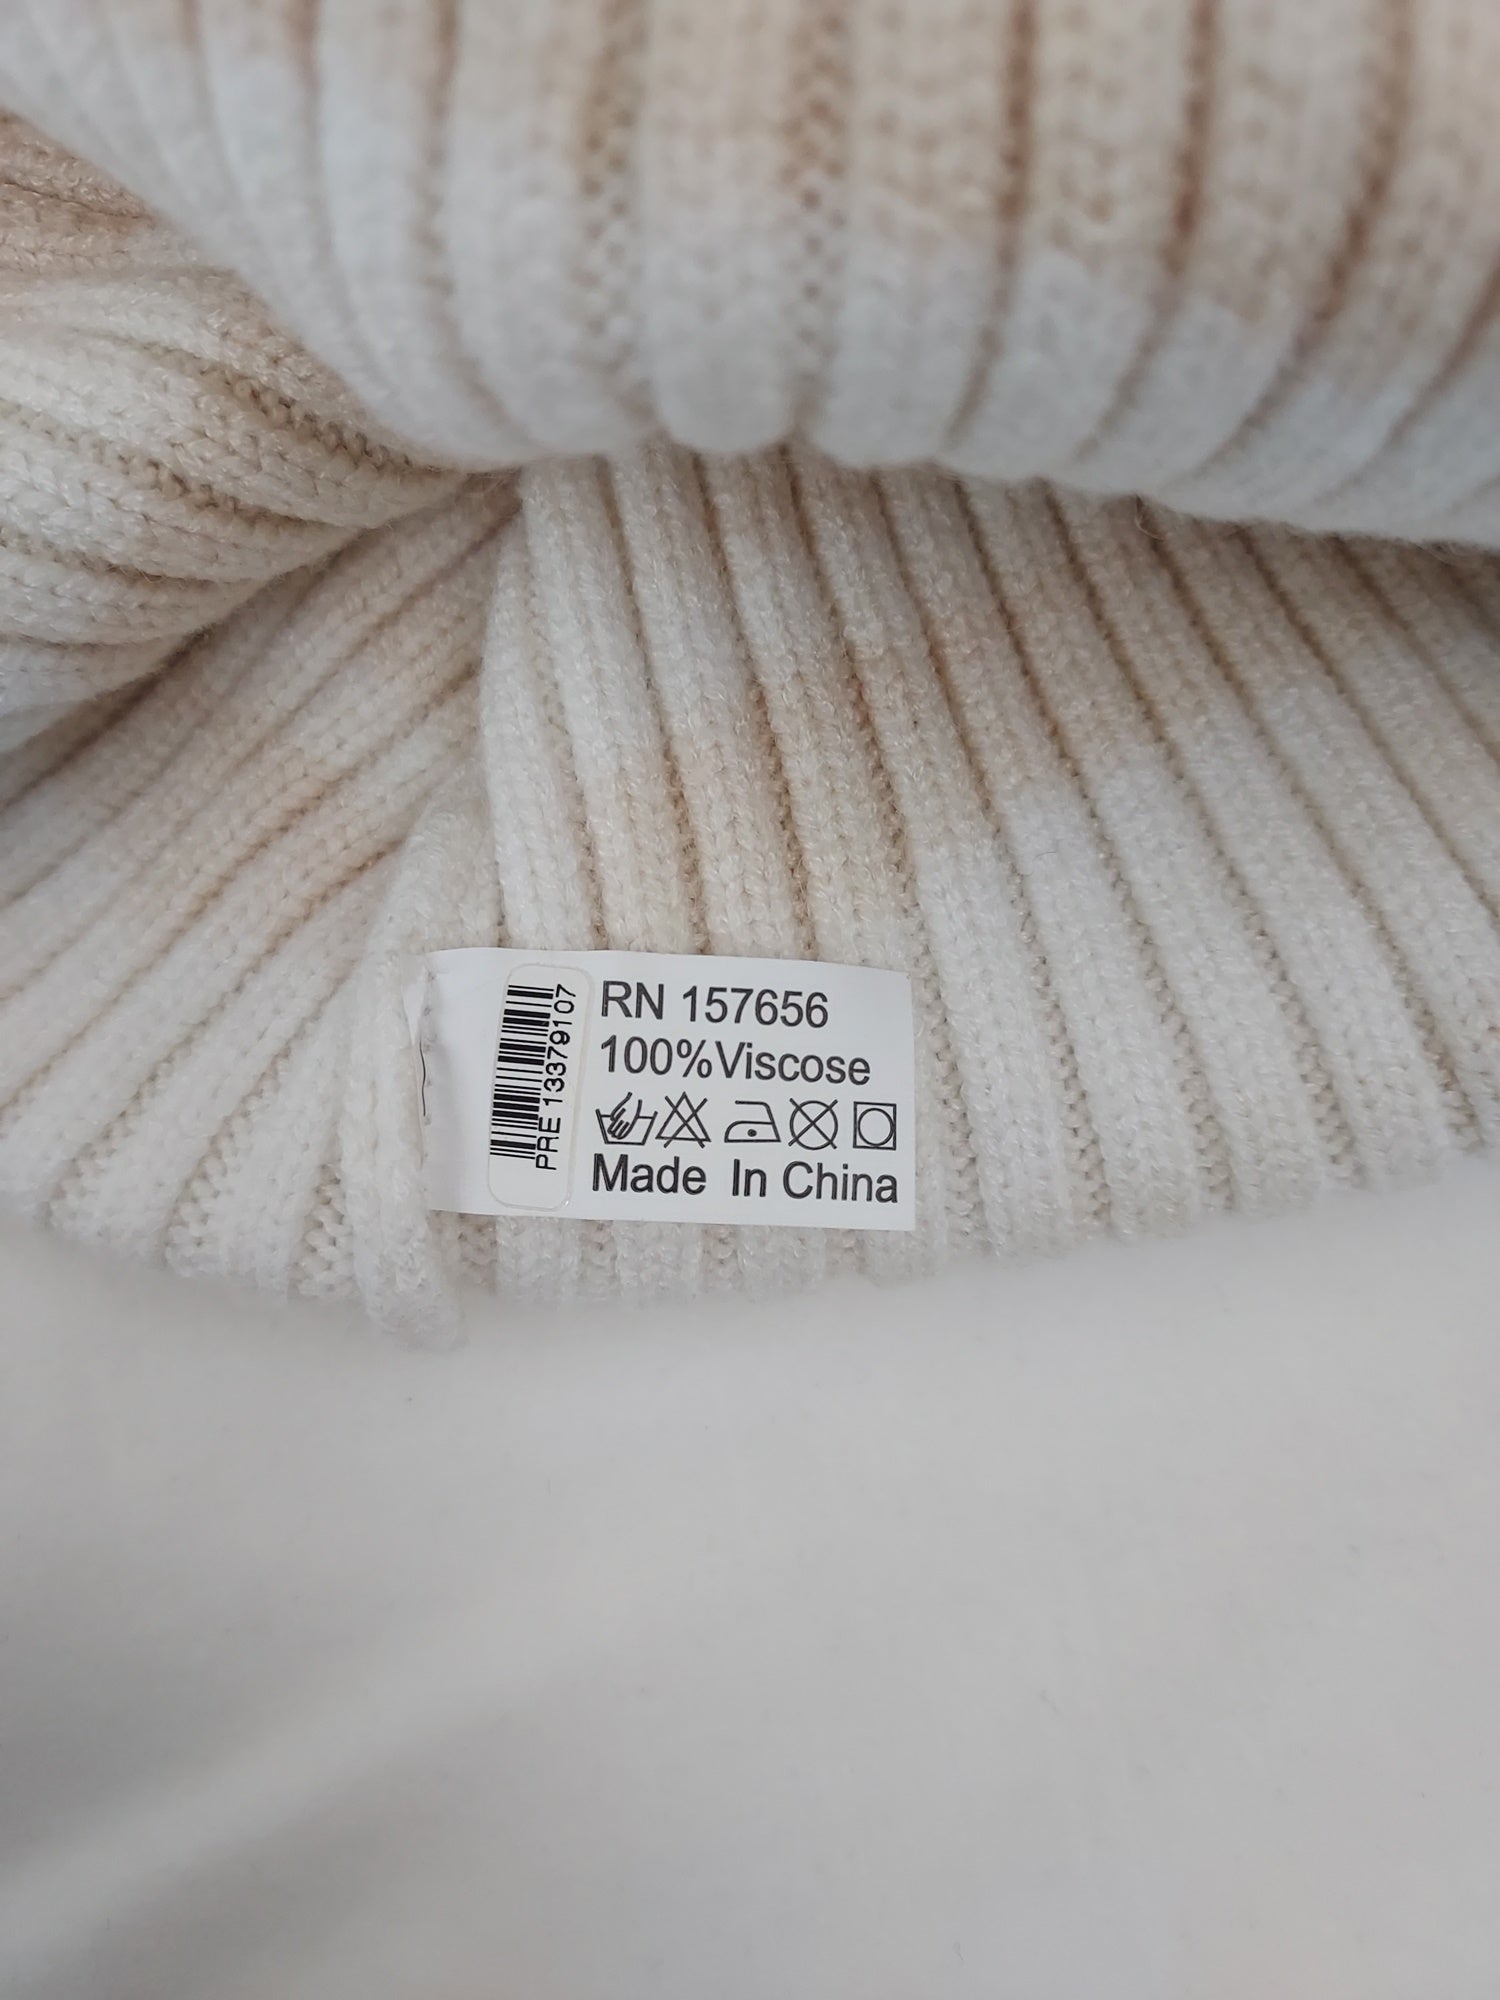 RN 157656
100%Viscose
Made In China
PRE 13379107